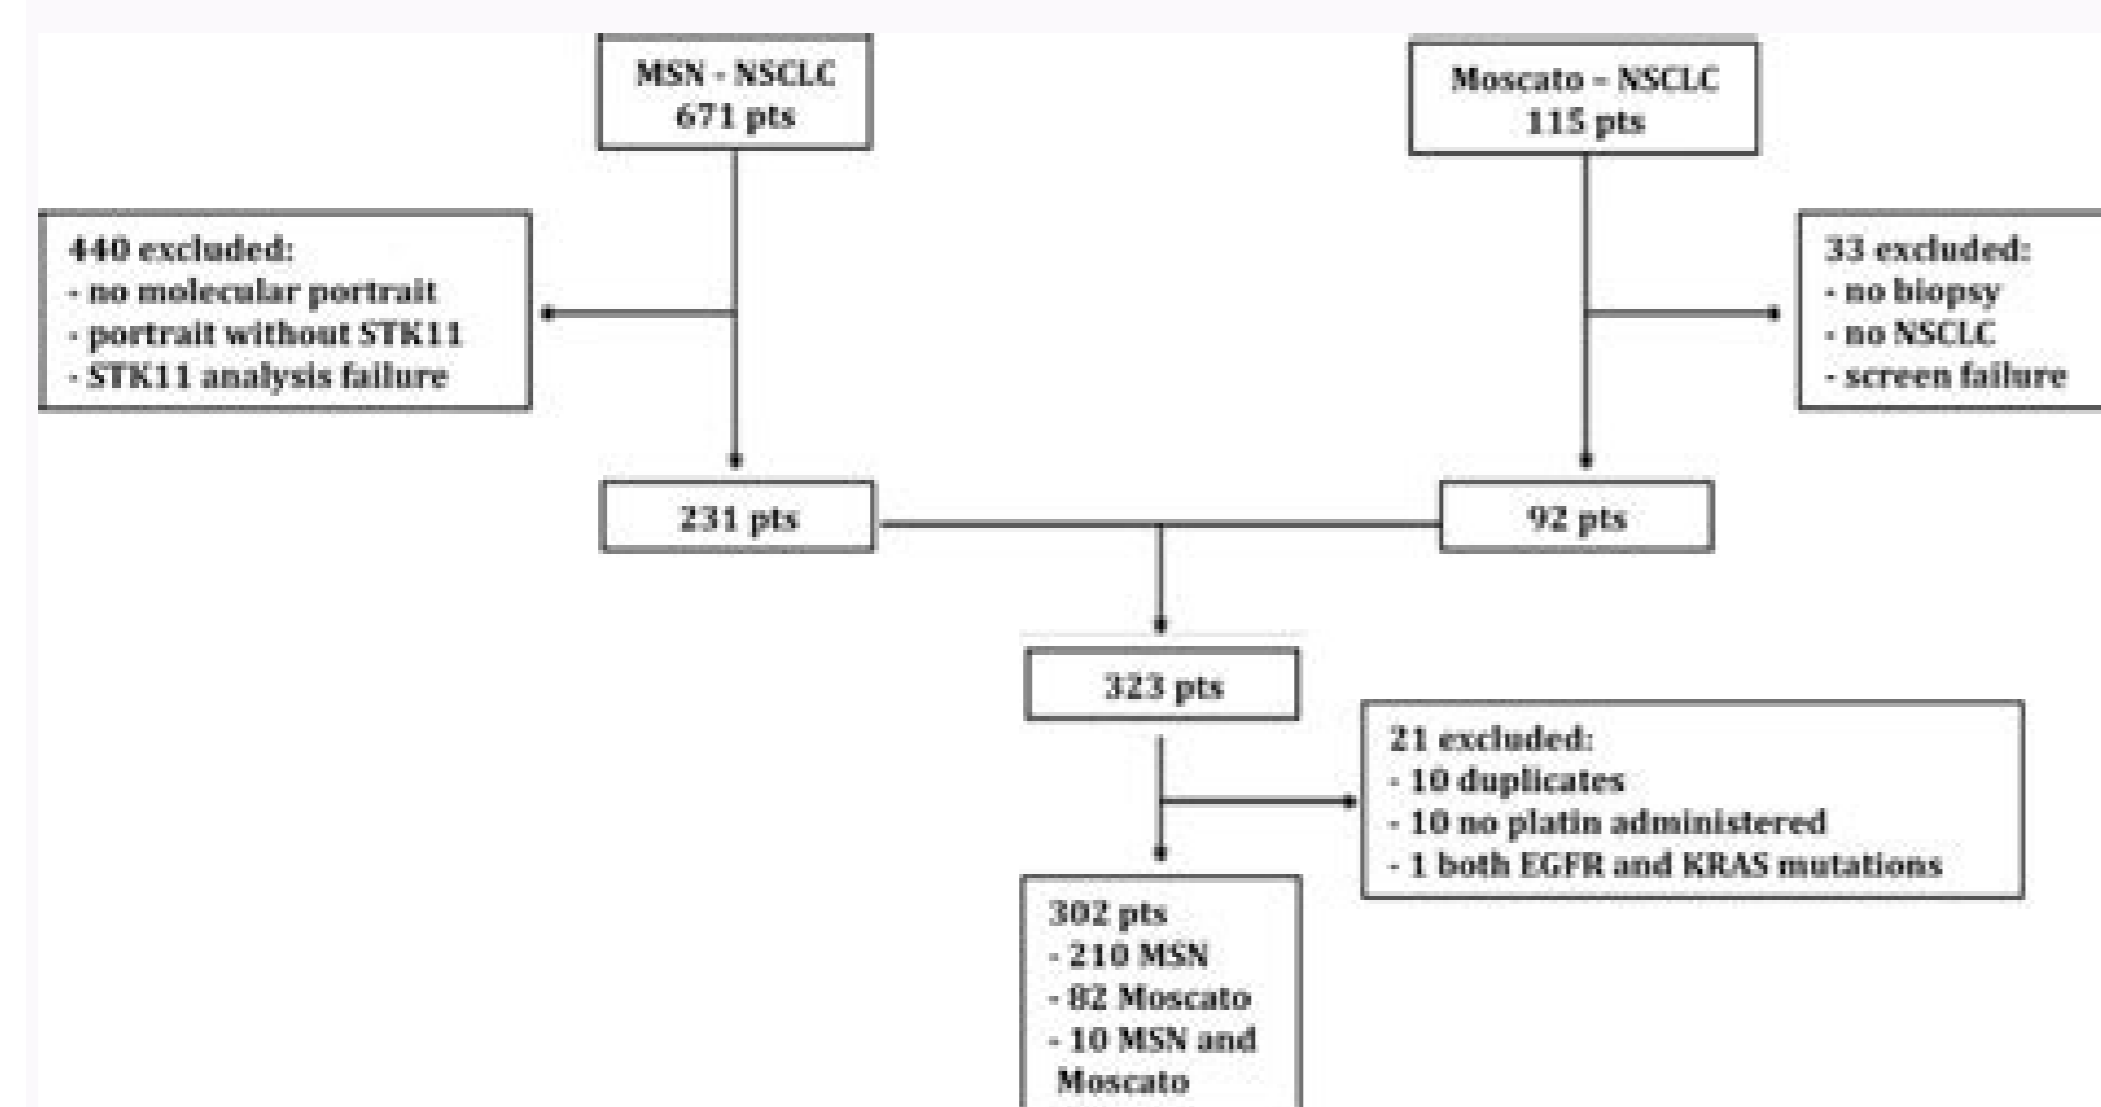 MSN - NSCLC
671 pts
Moscato - NSCLC
115 pts
440 excluded:
- no molecular portrait
- portrait without STK11
- STK11 analysis failure
33 excluded:
- no biopsy
- no NSCLC
- screen failure
231 pts
92 pts
323 pts
21 excluded:
- 10 duplicates
- 10 no platin administered
- 1 both EGFR and KRAS mutations
302 pts
- 210 MSN
- 82 Moscato
- 10 MSN and
Moscato